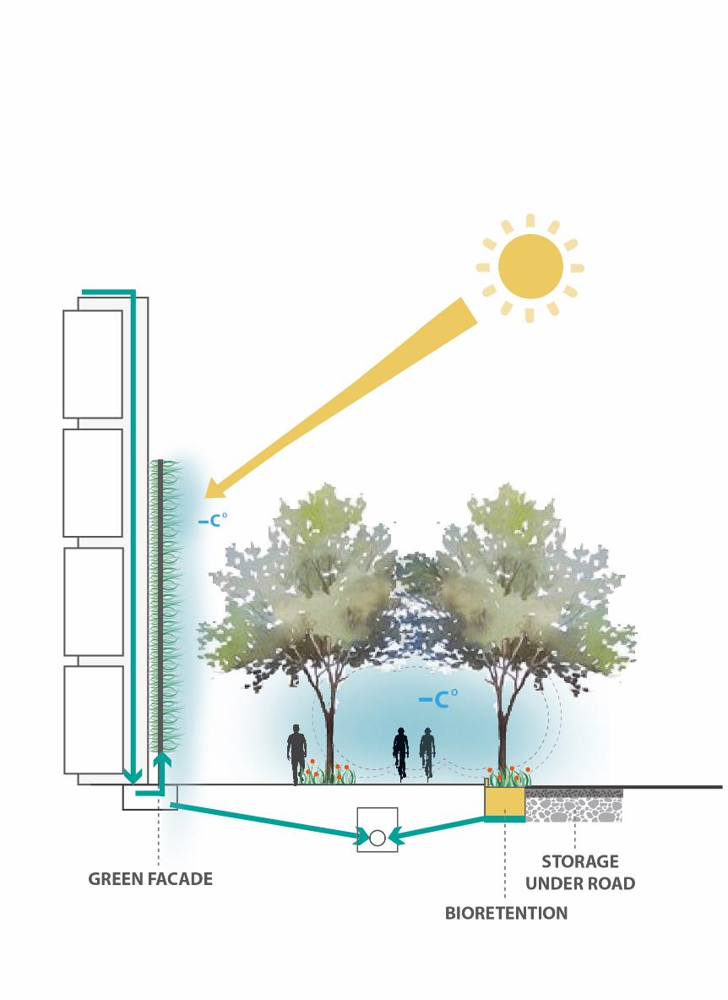 –C°
–C°
GREEN FACADE
STORAGE
UNDER ROAD
BIORETENTION